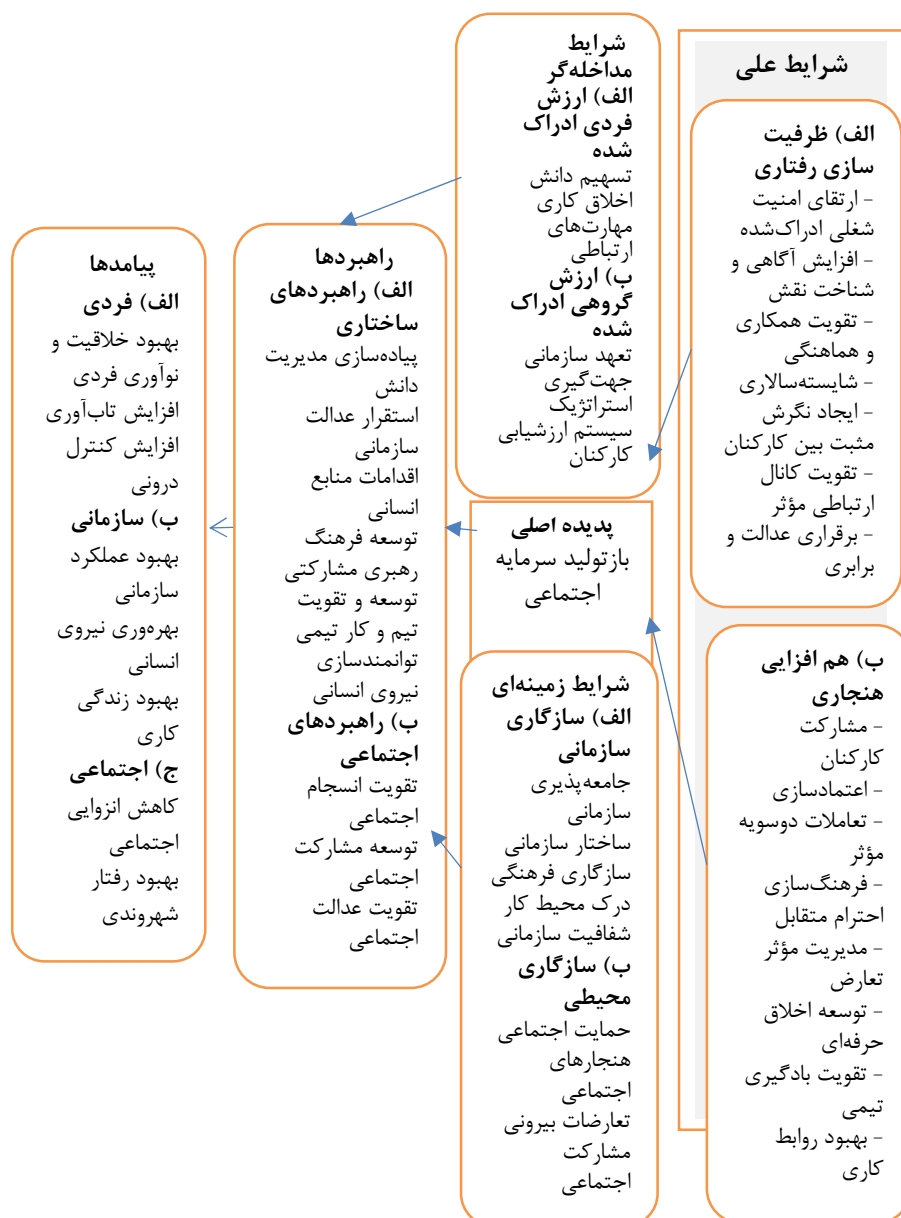 شرایط علی
الف) ظرفیت
سازی رفتاری
- ارتقای امنیت
شغلی ادراک‌شده
- افزایش آگاهی و
شناخت نقش
- تقویت همکاری
و هماهنگی
- شایسته‌سالاری
- ایجاد نگرش
مثبت بین کارکنان
- تقویت کانال
ارتباطی مؤثر
- برقراری عدالت و
برابری
ب) هم افزایی
هنجاری
- مشارکت
کارکنان
- اعتمادسازی
- تعاملات دوسویه
مؤثر
- فرهنگ‌سازی
احترام متقابل
- مدیریت مؤثر
تعارض
- توسعه اخلاق
حرفه‌ای
- تقویت بادگیری
تیمی
- بهبود روابط
کاری
شرایط
مداخله‌گر
الف) ارزش
فردی ادراک
شده
تسهیم دانش
اخلاق کاری
مهارت‌های
ارتباطی
ب) ارزش
گروهی ادراک
شده
تعهد سازمانی
جهت‌گیری
استراتژیک
سیستم ارزشیابی
کارکنان
پدیده اصلی
بازتولید سرمایه
اجتماعی
شرایط زمینه‌ای
الف) سازگاری
سازمانی
جامعه‌پذیری
سازمانی
ساختار سازمانی
سازگاری فرهنگی
درک محیط کار
شفافیت سازمانی
ب) سازگاری
محیطی
حمایت اجتماعی
هنجارهای
اجتماعی
تعارضات بیرونی
مشارکت
اجتماعی
راهبردها
الف) راهبردهای
ساختاری
پیاده‌سازی مدیریت
دانش
استقرار عدالت
سازمانی
اقدامات منابع
انسانی
توسعه فرهنگ
رهبری مشارکتی
توسعه و تقویت
تیم و کار تیمی
توانمندسازی
نیروی انسانی
ب) راهبردهای
اجتماعی
تقویت انسجام
اجتماعی
توسعه مشارکت
اجتماعی
تقویت عدالت
اجتماعی
پیامدها
الف) فردی
بهبود خلاقیت و
نوآوری فردی
افزایش تاب‌آوری
افزایش کنترل
درونی
ب) سازمانی
بهبود عملکرد
سازمانی
بهره‌وری نیروی
انسانی
بهبود زندگی
کاری
ج) اجتماعی
کاهش انزوایی
اجتماعی
بهبود رفتار
شهروندی